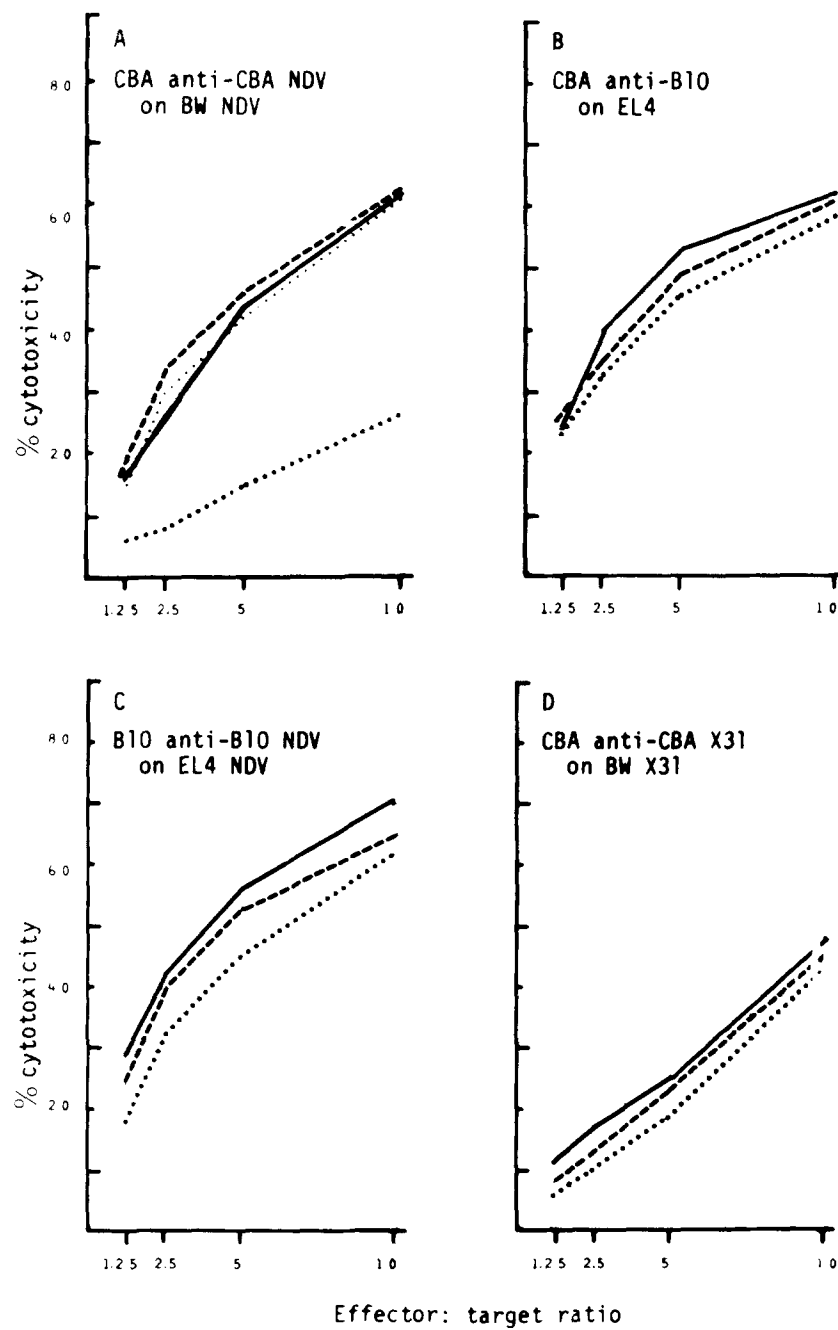 A
CBA anti-CBA NDV
on BW NDV
80
60
40
20
% cytotoxicity
1.25 2.5 5 10
B
CBA anti-B10
on EL4
1.25 2.5 5 10
C
B10 anti-B10 NDV
on EL4 NDV
80
60
40
20
% cytotoxicity
1.25 2.5 5 10
D
CBA anti-CBA X31
on BW X31
1.25 2.5 5 10
Effector: target ratio